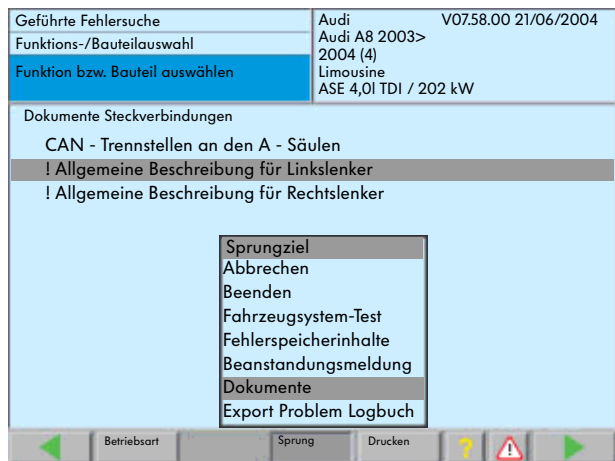 Geführte Fehlersuche
Funktions-/Bauteilauswahl
Funktion bzw. Bauteil auswählen
Audi V07.58.00 21/06/2004
Audi A8 2003>
2004 (4)
Limousine
ASE 4,0l TDI / 202 kW
Dokumente Steckverbindungen
CAN - Trennstellen an den A - Säulen
! Allgemeine Beschreibung für Linkslenker
! Allgemeine Beschreibung für Rechtslenker
Sprungziel
Abbrechen
Beenden
Fahrzeugsystem-Test
Fehlerspeicherinhalte
Beanstandungsmeldung
Dokumente
Export Problem Logbuch
Betriebsart Sprung Drucken ? !